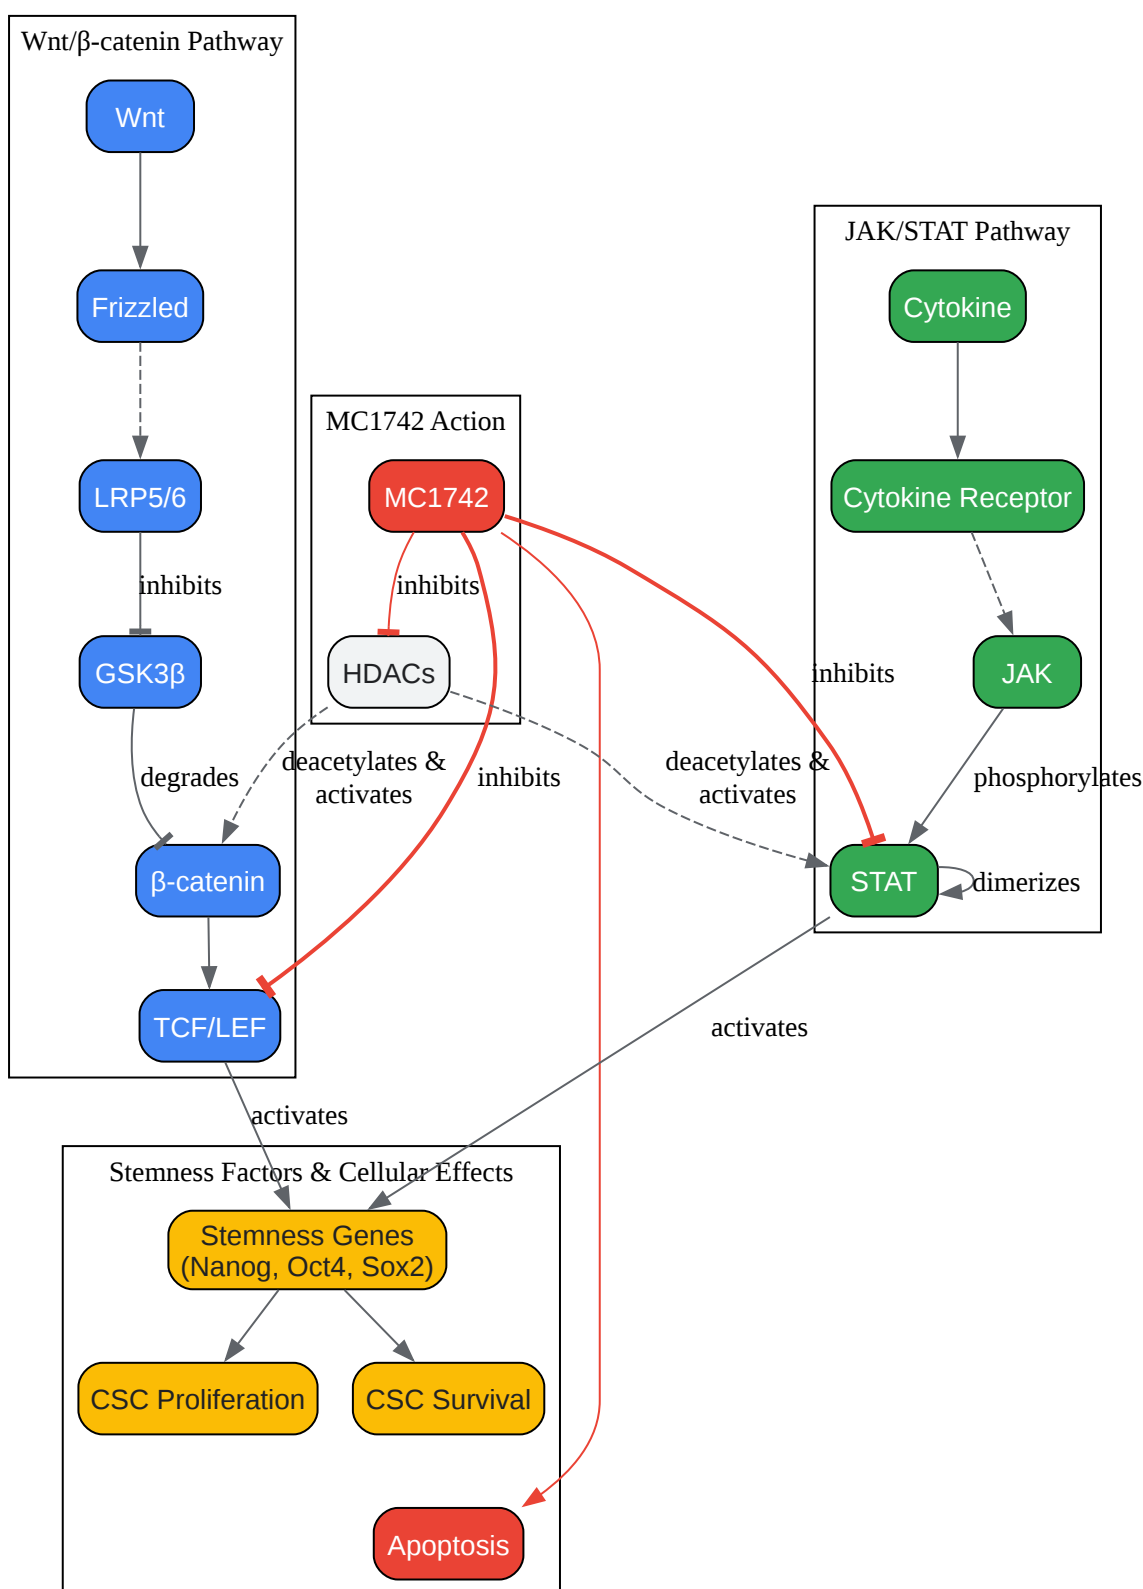 Wnt/β-catenin Pathway
Wnt
Frizzled
LRP5/6
inhibits
GSK3β
degrades
β-catenin
TCF/LEF
activates
MC1742 Action
MC1742
inhibits
HDACs
deacetylates &
activates
inhibits
deacetylates &
activates
inhibits
JAK/STAT Pathway
Cytokine
Cytokine Receptor
JAK
phosphorylates
STAT
dimerizes
activates
Stemness Factors & Cellular Effects
Stemness Genes
(Nanog, Oct4, Sox2)
CSC Proliferation
CSC Survival
Apoptosis